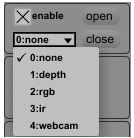 enable open
0:none close
0:none
1:depth
2:rgb
3:ir
4:webcam